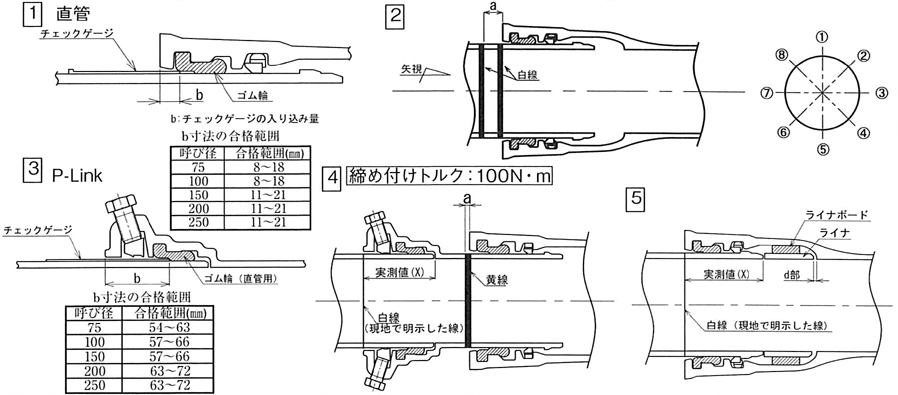 1 直管
チェックゲージ
b
ゴム輪
b:チェックゲージの入り込み量
b寸法の合格範囲
呼び径 合格範囲(mm)
75 8～18
100 8～18
150 11～21
200 11～21
250 11～21
2
a
矢視
白線
①
②
③
④
⑤
⑥
⑦
⑧
3 P-Link
チェックゲージ
b
ゴム輪（直管用）
b寸法の合格範囲
呼び径 合格範囲(mm)
75 54～63
100 57～66
150 57～66
200 63～72
250 63～72
4 締め付けトルク：100N・m
a
実測値(X)
黄線
白線
(現地で明示した線)
5
ライナボード
ライナ
実測値(X)
d部
白線（現地で明示した線）